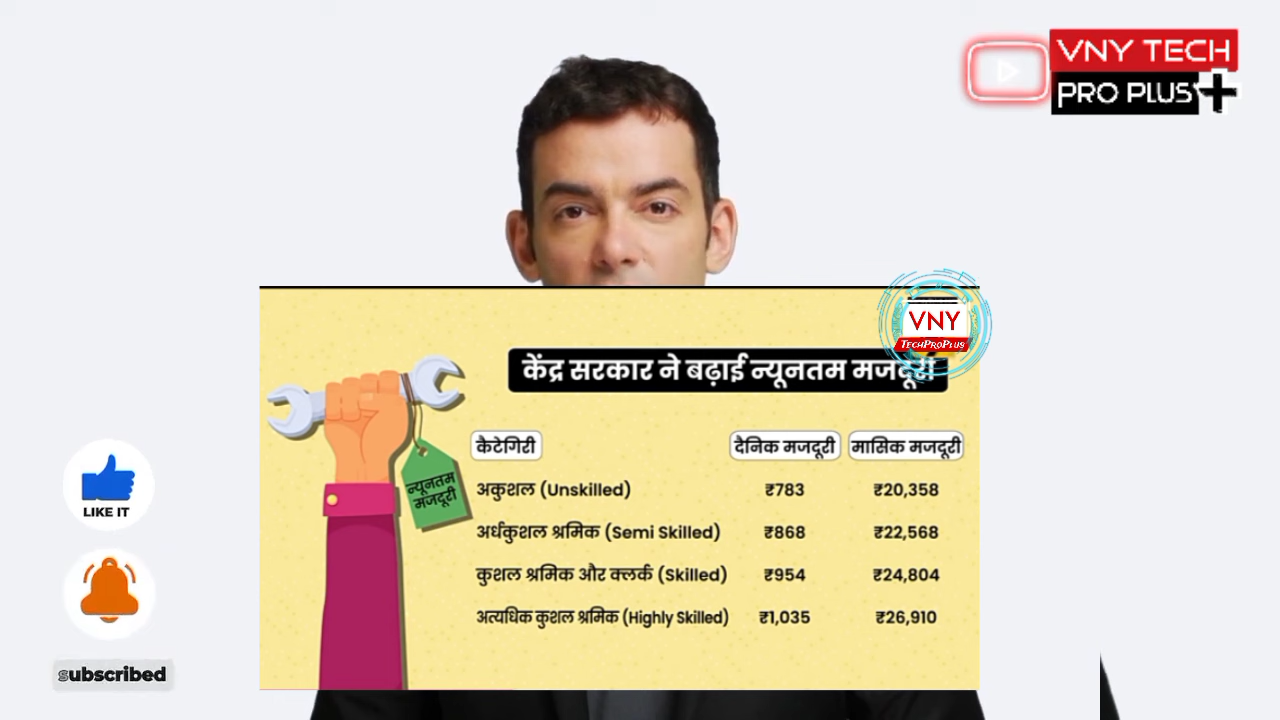 VNY TECH
PRO PLUS+
VNY
TECHPROPLUS
केंद्र सरकार ने बढ़ाई न्यूनतम मजदूरी
कैटेगिरी दैनिक मजदूरी मासिक मजदूरी
न्यूनतम
मजदूरी
अकुशल (Unskilled) ₹783 ₹20,358
अर्धकुशल श्रमिक (Semi Skilled) ₹868 ₹22,568
कुशल श्रमिक और क्लर्क (Skilled) ₹954 ₹24,804
अत्यधिक कुशल श्रमिक (Highly Skilled) ₹1,035 ₹26,910
LIKE IT
subscribed